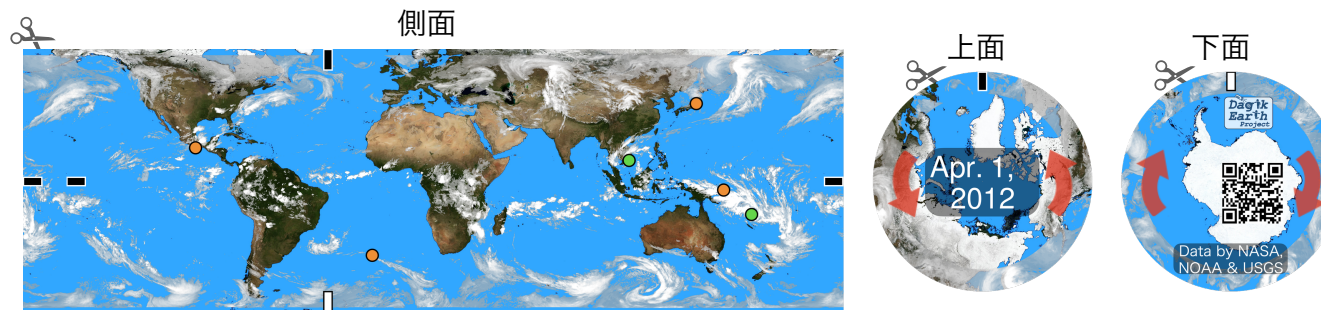 側面
上面
下面
Apr. 1,
2012
Dagik
Earth
Project
Data by NASA,
NOAA & USGS